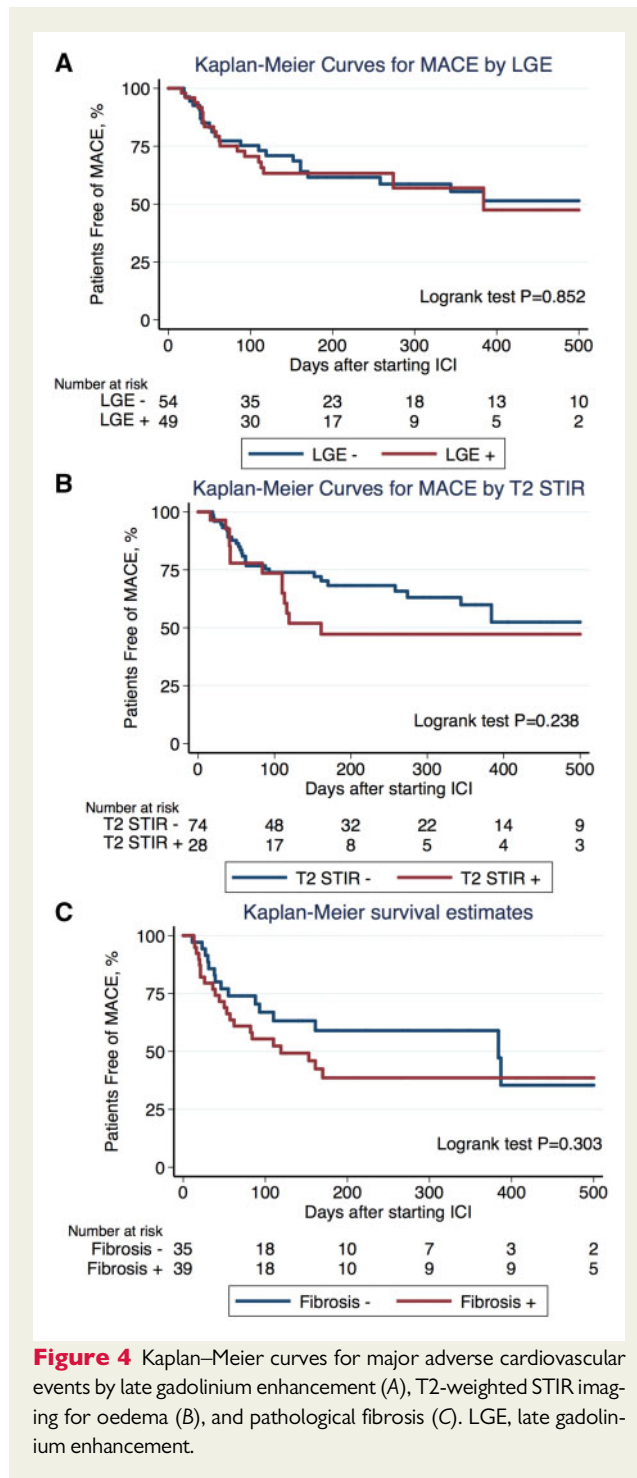 A
Kaplan-Meier Curves for MACE by LGE
Patients Free of MACE, %
100
75
50
25
0
Logrank test P=0.852
0 100 200 300 400 500
Days after starting ICI
Number at risk
LGE - 54 35 23 18 13 10
LGE + 49 30 17 9 5 2
LGE - LGE +
B
Kaplan-Meier Curves for MACE by T2 STIR
Patients Free of MACE, %
100
75
50
25
0
Logrank test P=0.238
0 100 200 300 400 500
Days after starting ICI
Number at risk
T2 STIR - 74 48 32 22 14 9
T2 STIR + 28 17 8 5 4 3
T2 STIR - T2 STIR +
C
Kaplan-Meier survival estimates
Patients Free of MACE, %
100
75
50
25
0
Logrank test P=0.303
0 100 200 300 400 500
Days after starting ICI
Number at risk
Fibrosis - 35 18 10 7 3 2
Fibrosis + 39 18 10 9 9 5
Fibrosis - Fibrosis +
Figure 4 Kaplan–Meier curves for major adverse cardiovascular
events by late gadolinium enhancement (A), T2-weighted STIR imag-
ing for oedema (B), and pathological fibrosis (C). LGE, late gadolin-
ium enhancement.